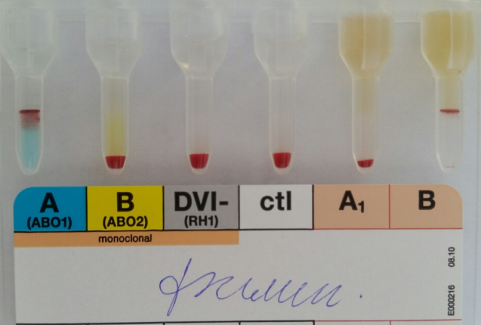 A B DVI- ctl A₁ B
(ABO1) (ABO2) (RH1)
monoclonal
08.10
E000216